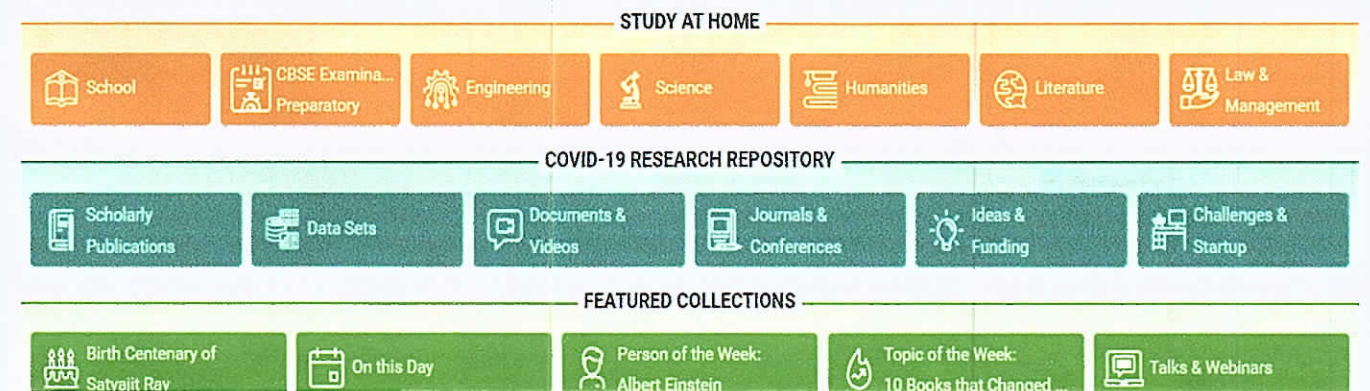 STUDY AT HOME
School
CBSE Examina...
Preparatory
Engineering
Science
Humanities
Literature
Law &
Management
COVID-19 RESEARCH REPOSITORY
Scholarly
Publications
Data Sets
Documents &
Videos
Journals &
Conferences
Ideas &
Funding
Challenges &
Startup
FEATURED COLLECTIONS
Birth Centenary of
Satyajit Ray
On this Day
Person of the Week:
Albert Einstein
Topic of the Week:
10 Books that Changed ...
Talks & Webinars